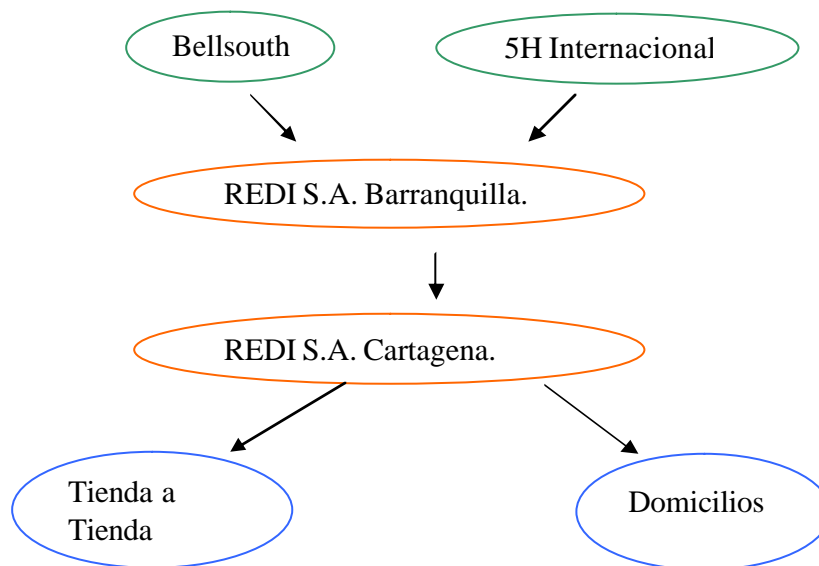 Bellsouth
5H Internacional
REDI S.A. Barranquilla.
REDI S.A. Cartagena.
Tienda a
Tienda
Domicilios